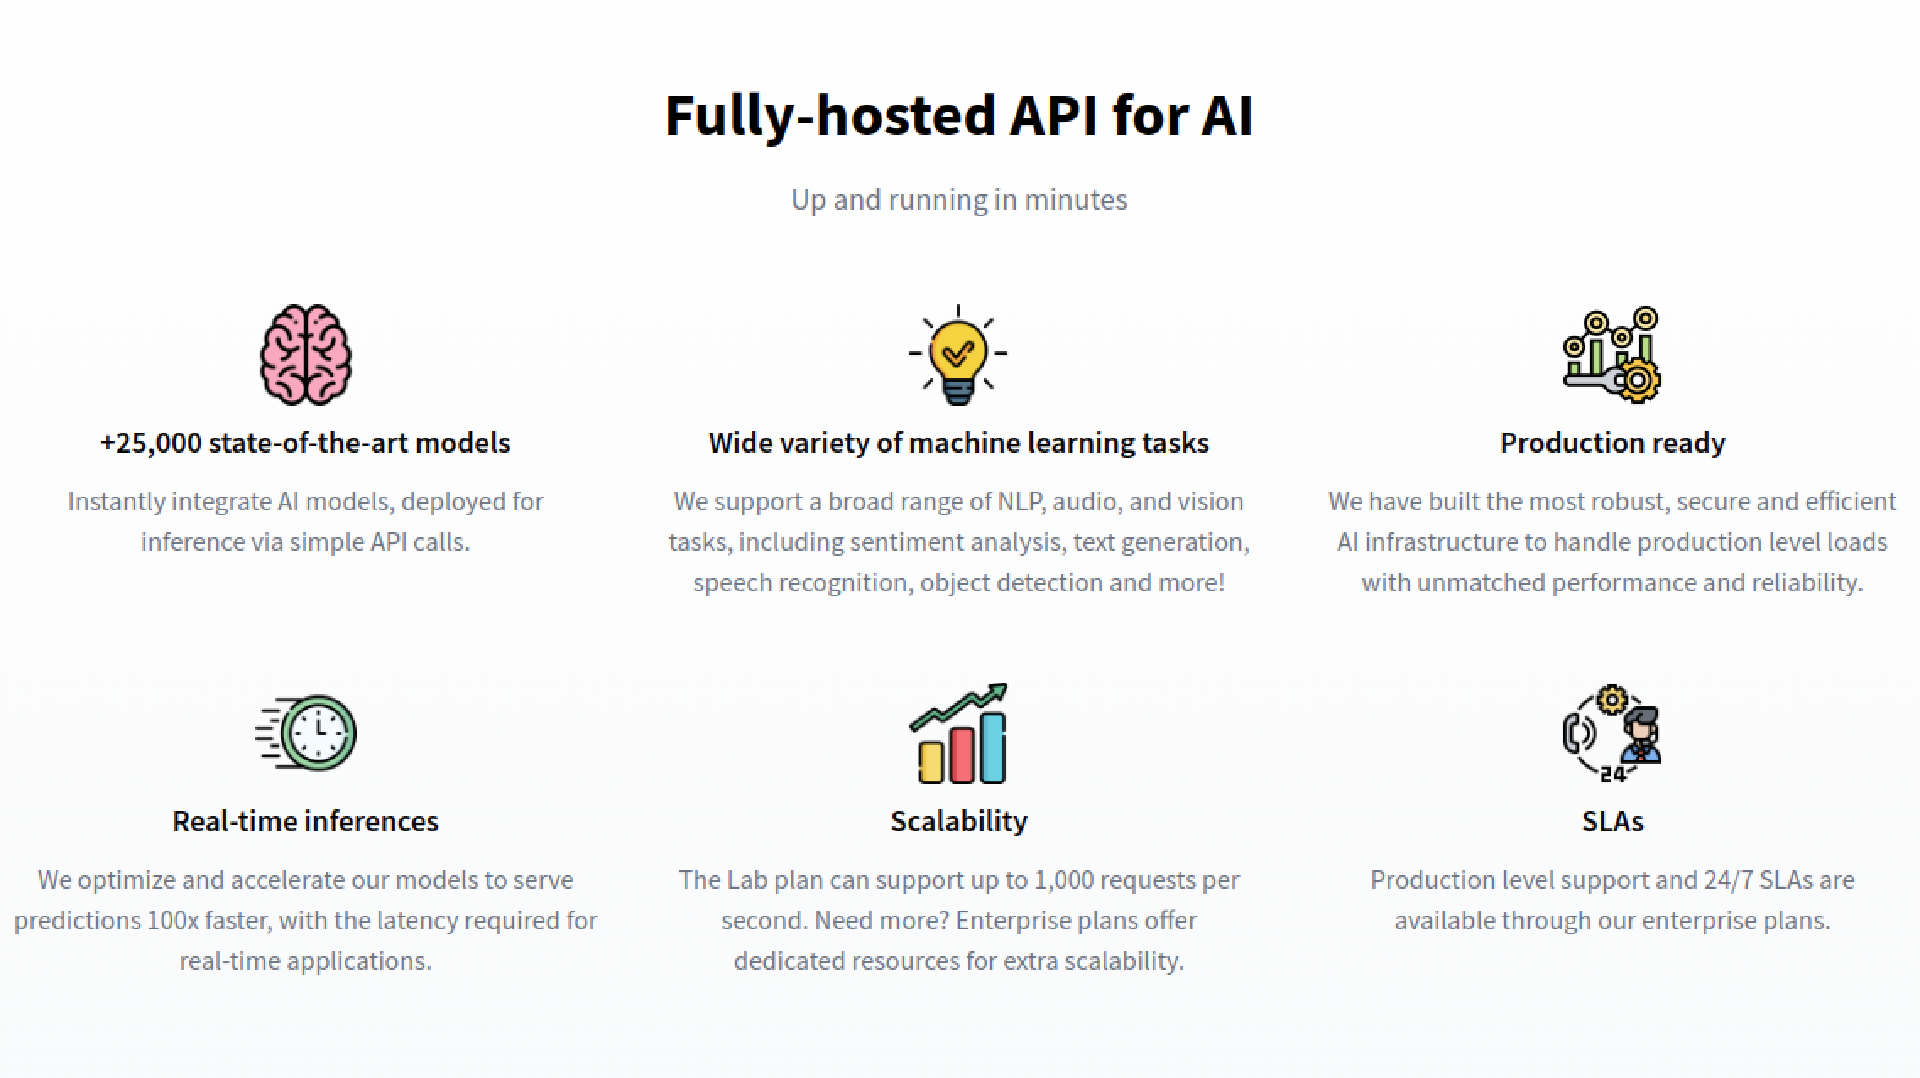 Fully-hosted API for AI
Up and running in minutes
+25,000 state-of-the-art models
Instantly integrate AI models, deployed for
inference via simple API calls.
Wide variety of machine learning tasks
We support a broad range of NLP, audio, and vision
tasks, including sentiment analysis, text generation,
speech recognition, object detection and more!
Production ready
We have built the most robust, secure and efficient
AI infrastructure to handle production level loads
with unmatched performance and reliability.
Real-time inferences
We optimize and accelerate our models to serve
predictions 100x faster, with the latency required for
real-time applications.
Scalability
The Lab plan can support up to 1,000 requests per
second. Need more? Enterprise plans offer
dedicated resources for extra scalability.
24
SLAs
Production level support and 24/7 SLAs are
available through our enterprise plans.